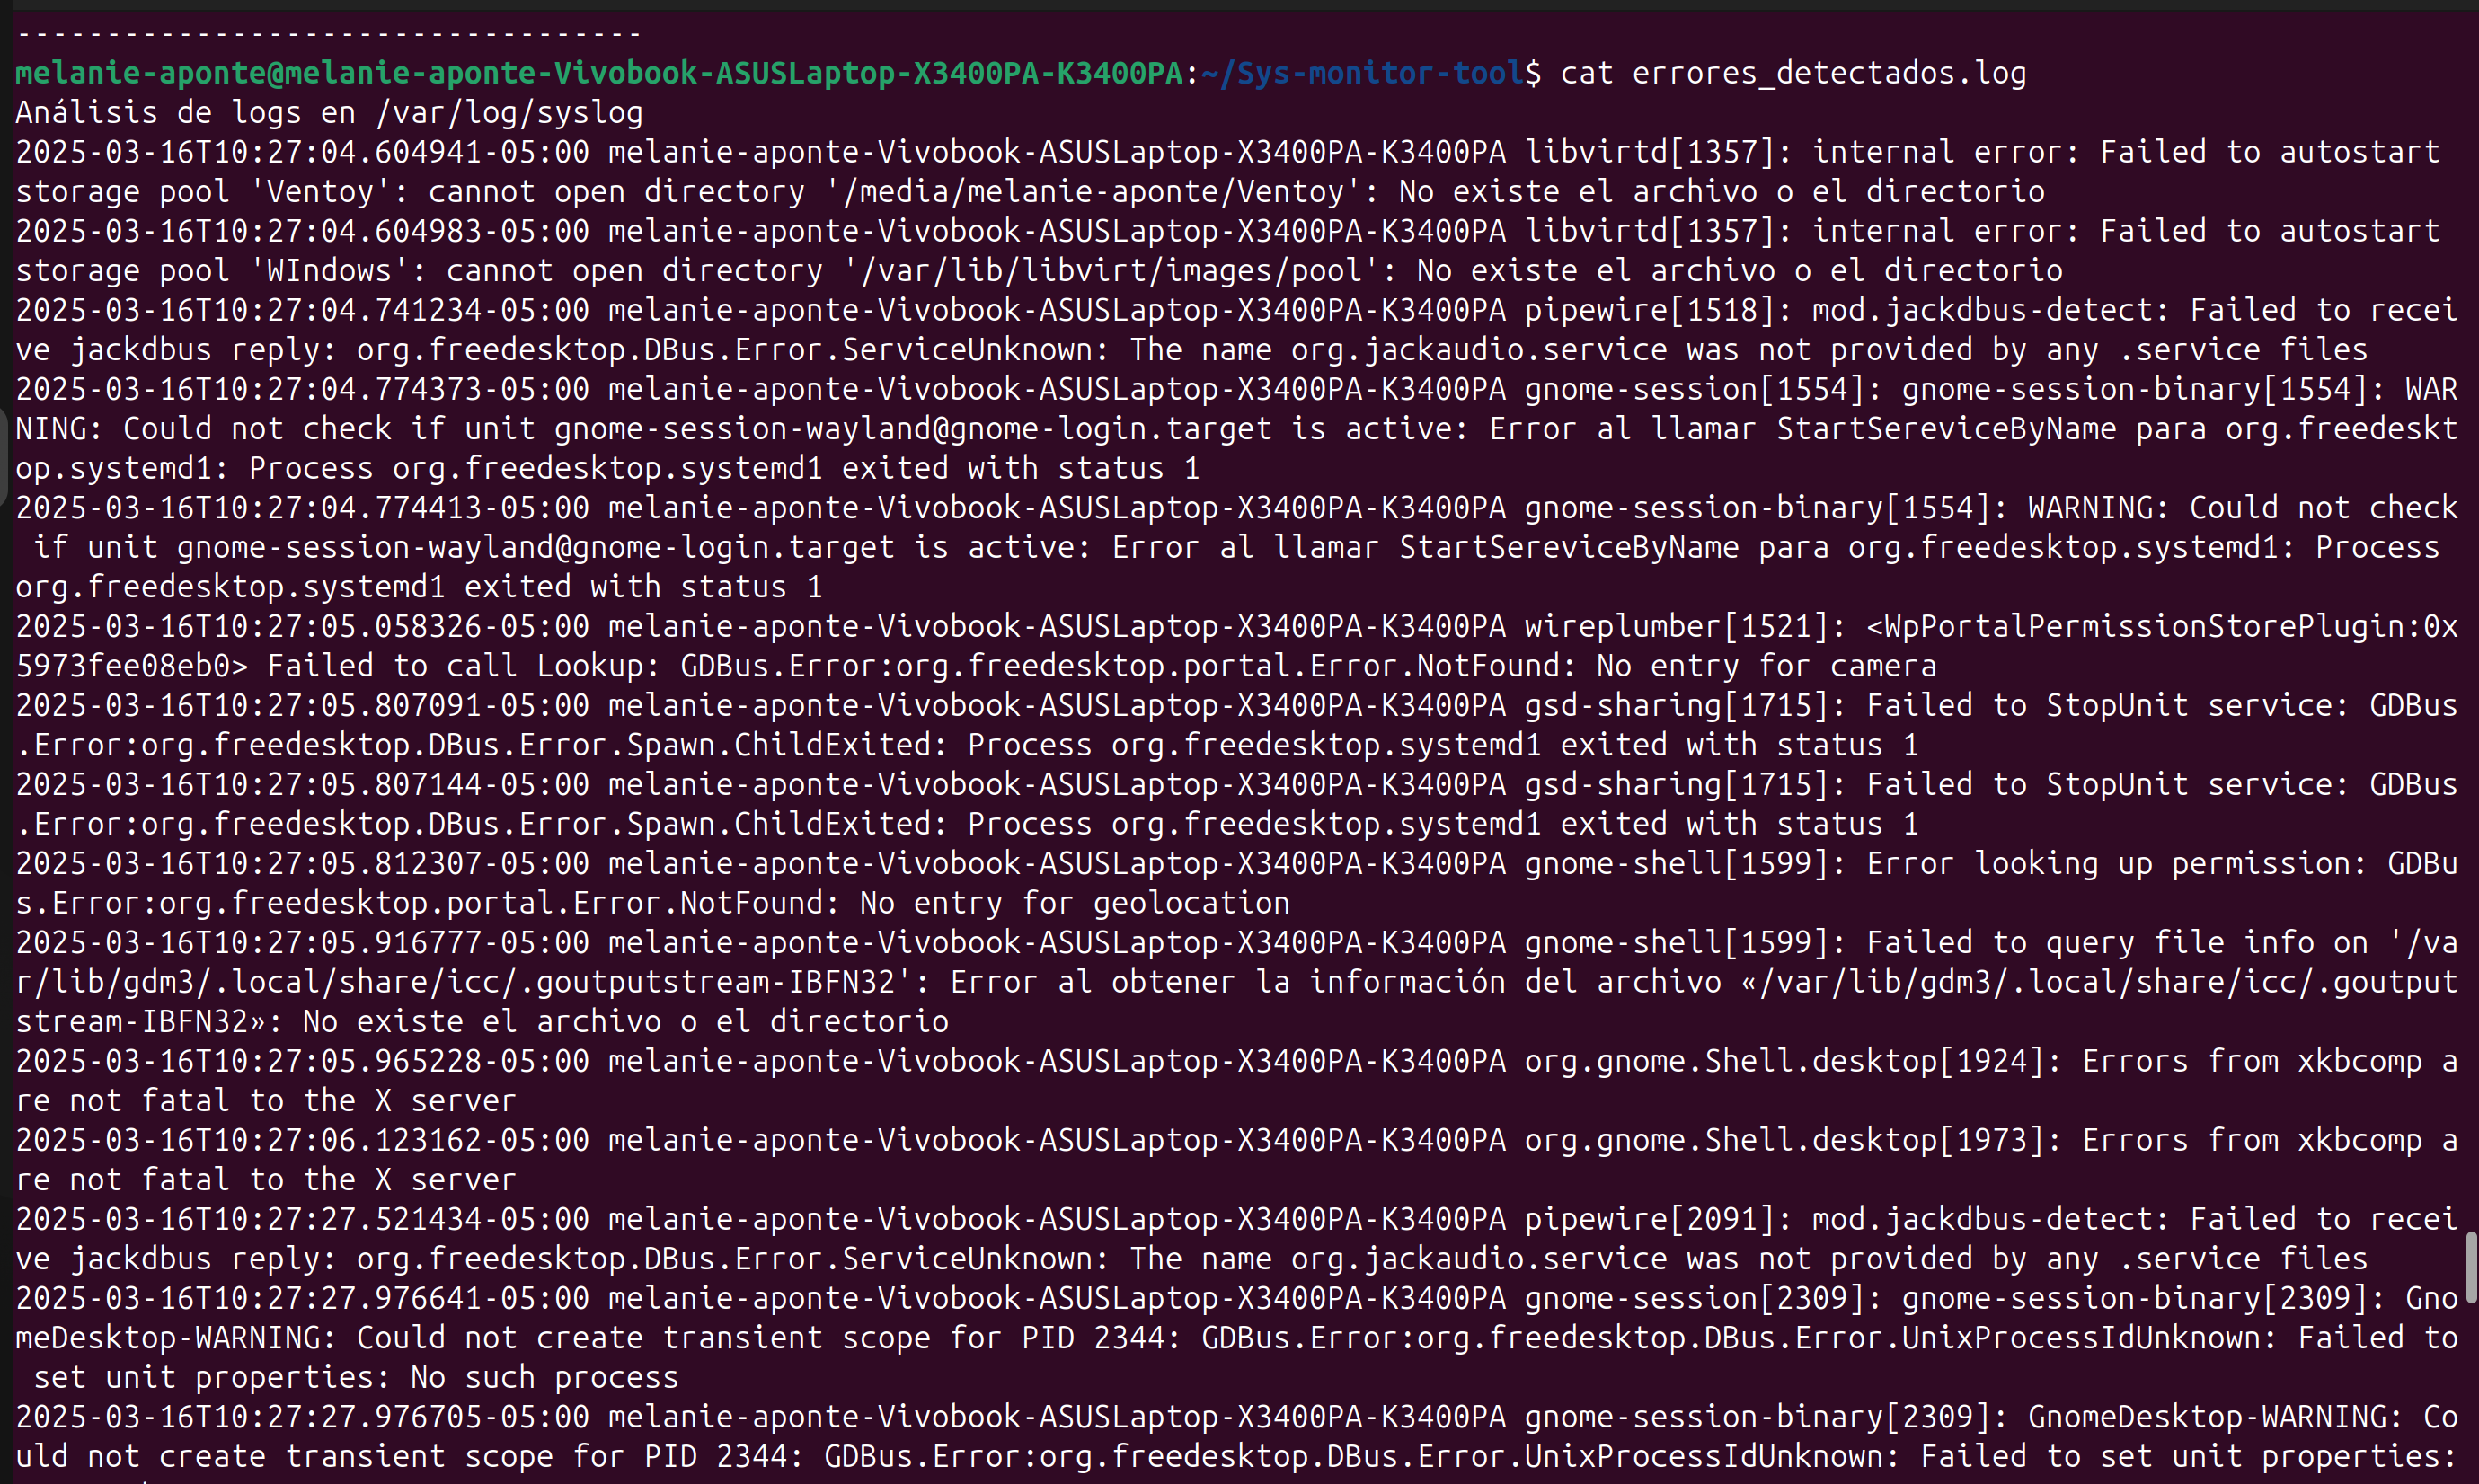 -----------------------------------
melanie-aponte@melanie-aponte-Vivobook-ASUSLaptop-X3400PA-K3400PA:~/Sys-monitor-tool$ cat errores_detectados.log
Análisis de logs en /var/log/syslog
2025-03-16T10:27:04.604941-05:00 melanie-aponte-Vivobook-ASUSLaptop-X3400PA-K3400PA libvirtd[1357]: internal error: Failed to autostart
storage pool 'Ventoy': cannot open directory '/media/melanie-aponte/Ventoy': No existe el archivo o el directorio
2025-03-16T10:27:04.604983-05:00 melanie-aponte-Vivobook-ASUSLaptop-X3400PA-K3400PA libvirtd[1357]: internal error: Failed to autostart
storage pool 'WIndows': cannot open directory '/var/lib/libvirt/images/pool': No existe el archivo o el directorio
2025-03-16T10:27:04.741234-05:00 melanie-aponte-Vivobook-ASUSLaptop-X3400PA-K3400PA pipewire[1518]: mod.jackdbus-detect: Failed to recei
ve jackdbus reply: org.freedesktop.DBus.Error.ServiceUnknown: The name org.jackaudio.service was not provided by any .service files
2025-03-16T10:27:04.774373-05:00 melanie-aponte-Vivobook-ASUSLaptop-X3400PA-K3400PA gnome-session[1554]: gnome-session-binary[1554]: WAR
NING: Could not check if unit gnome-session-wayland@gnome-login.target is active: Error al llamar StartSereviceByName para org.freedeskt
op.systemd1: Process org.freedesktop.systemd1 exited with status 1
2025-03-16T10:27:04.774413-05:00 melanie-aponte-Vivobook-ASUSLaptop-X3400PA-K3400PA gnome-session-binary[1554]: WARNING: Could not check
 if unit gnome-session-wayland@gnome-login.target is active: Error al llamar StartSereviceByName para org.freedesktop.systemd1: Process
org.freedesktop.systemd1 exited with status 1
2025-03-16T10:27:05.058326-05:00 melanie-aponte-Vivobook-ASUSLaptop-X3400PA-K3400PA wireplumber[1521]: <WpPortalPermissionStorePlugin:0x
5973fee08eb0> Failed to call Lookup: GDBus.Error:org.freedesktop.portal.Error.NotFound: No entry for camera
2025-03-16T10:27:05.807091-05:00 melanie-aponte-Vivobook-ASUSLaptop-X3400PA-K3400PA gsd-sharing[1715]: Failed to StopUnit service: GDBus
.Error:org.freedesktop.DBus.Error.Spawn.ChildExited: Process org.freedesktop.systemd1 exited with status 1
2025-03-16T10:27:05.807144-05:00 melanie-aponte-Vivobook-ASUSLaptop-X3400PA-K3400PA gsd-sharing[1715]: Failed to StopUnit service: GDBus
.Error:org.freedesktop.DBus.Error.Spawn.ChildExited: Process org.freedesktop.systemd1 exited with status 1
2025-03-16T10:27:05.812307-05:00 melanie-aponte-Vivobook-ASUSLaptop-X3400PA-K3400PA gnome-shell[1599]: Error looking up permission: GDBu
s.Error:org.freedesktop.portal.Error.NotFound: No entry for geolocation
2025-03-16T10:27:05.916777-05:00 melanie-aponte-Vivobook-ASUSLaptop-X3400PA-K3400PA gnome-shell[1599]: Failed to query file info on '/va
r/lib/gdm3/.local/share/icc/.goutputstream-IBFN32': Error al obtener la información del archivo «/var/lib/gdm3/.local/share/icc/.goutput
stream-IBFN32»: No existe el archivo o el directorio
2025-03-16T10:27:05.965228-05:00 melanie-aponte-Vivobook-ASUSLaptop-X3400PA-K3400PA org.gnome.Shell.desktop[1924]: Errors from xkbcomp a
re not fatal to the X server
2025-03-16T10:27:06.123162-05:00 melanie-aponte-Vivobook-ASUSLaptop-X3400PA-K3400PA org.gnome.Shell.desktop[1973]: Errors from xkbcomp a
re not fatal to the X server
2025-03-16T10:27:27.521434-05:00 melanie-aponte-Vivobook-ASUSLaptop-X3400PA-K3400PA pipewire[2091]: mod.jackdbus-detect: Failed to recei
ve jackdbus reply: org.freedesktop.DBus.Error.ServiceUnknown: The name org.jackaudio.service was not provided by any .service files
2025-03-16T10:27:27.976641-05:00 melanie-aponte-Vivobook-ASUSLaptop-X3400PA-K3400PA gnome-session[2309]: gnome-session-binary[2309]: Gno
meDesktop-WARNING: Could not create transient scope for PID 2344: GDBus.Error:org.freedesktop.DBus.Error.UnixProcessIdUnknown: Failed to
 set unit properties: No such process
2025-03-16T10:27:27.976705-05:00 melanie-aponte-Vivobook-ASUSLaptop-X3400PA-K3400PA gnome-session-binary[2309]: GnomeDesktop-WARNING: Co
uld not create transient scope for PID 2344: GDBus.Error:org.freedesktop.DBus.Error.UnixProcessIdUnknown: Failed to set unit properties: